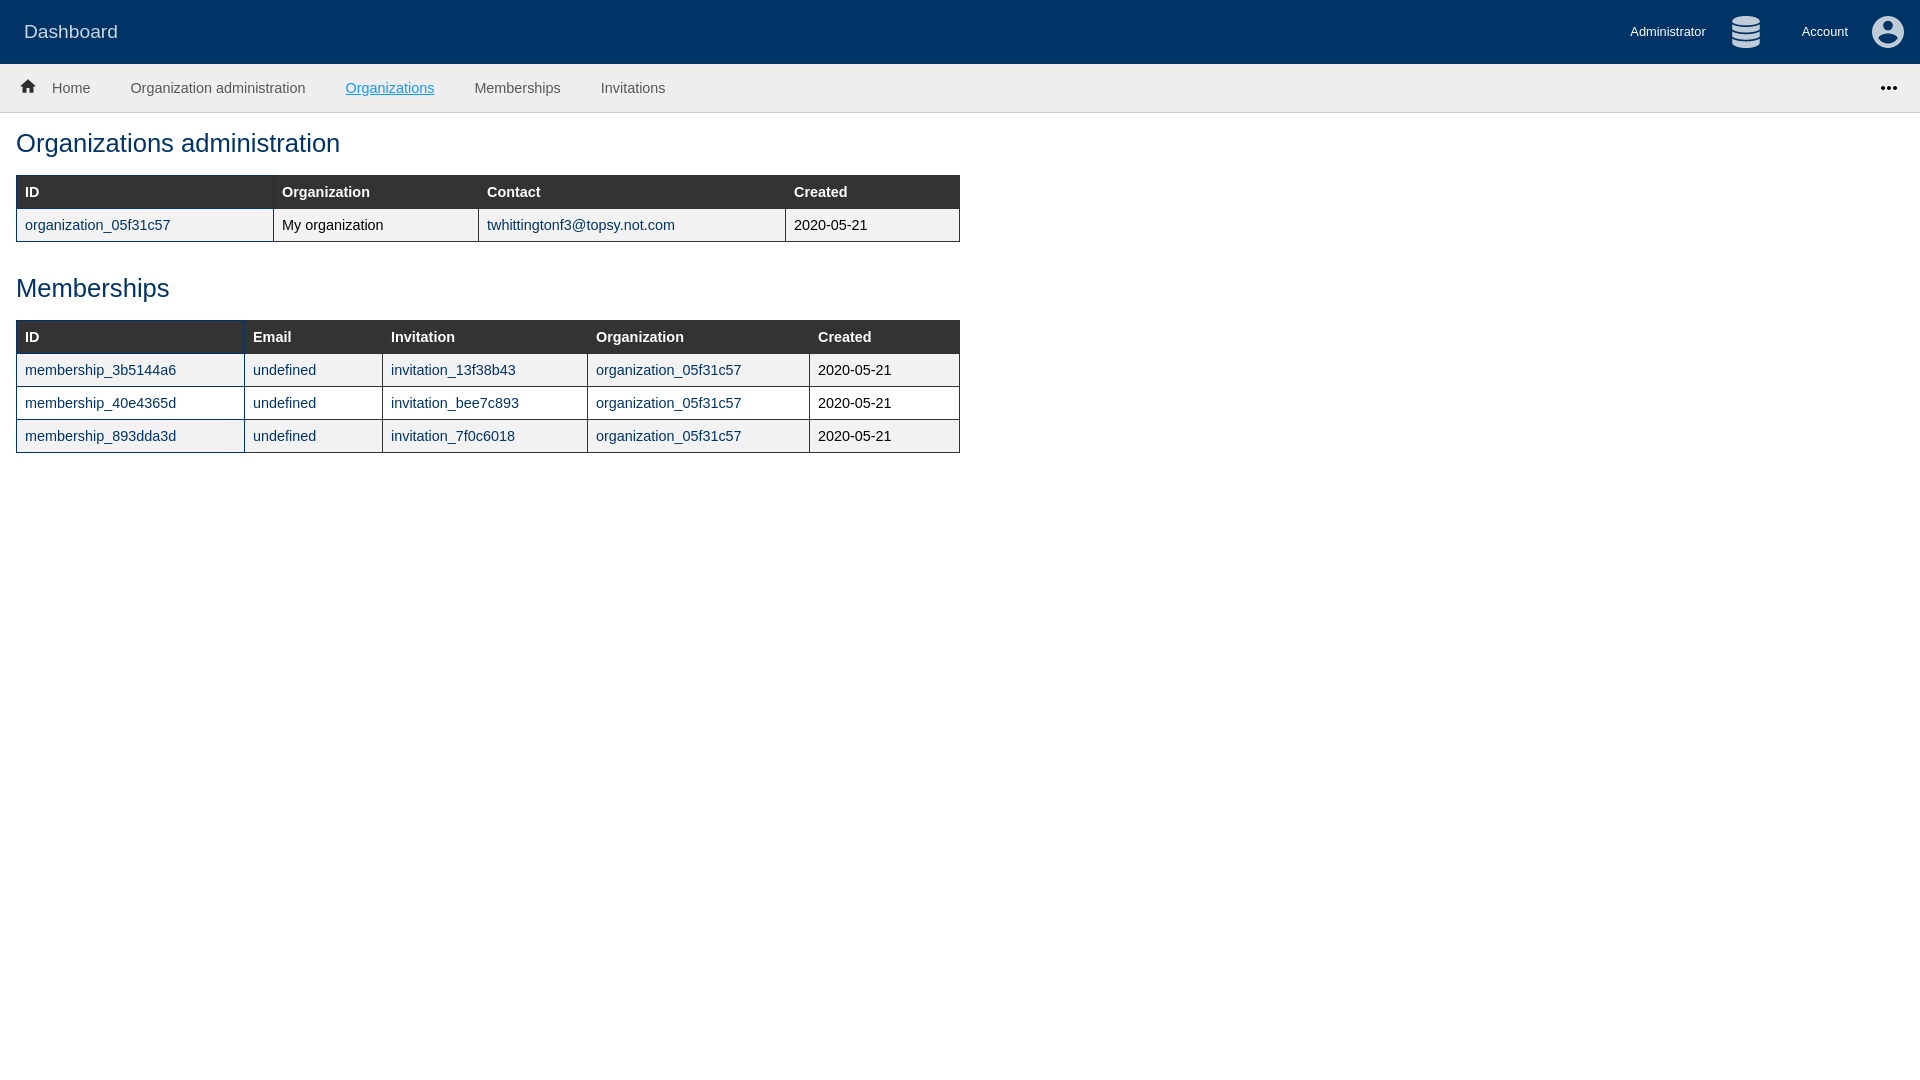 Dashboard Administrator Account
Home Organization administration Organizations Memberships Invitations
Organizations administration
ID Organization Contact Created
organization_05f31c57 My organization twhittingtonf3@topsy.not.com 2020-05-21
Memberships
ID Email Invitation Organization Created
membership_3b5144a6 undefined invitation_13f38b43 organization_05f31c57 2020-05-21
membership_40e4365d undefined invitation_bee7c893 organization_05f31c57 2020-05-21
membership_893dda3d undefined invitation_7f0c6018 organization_05f31c57 2020-05-21